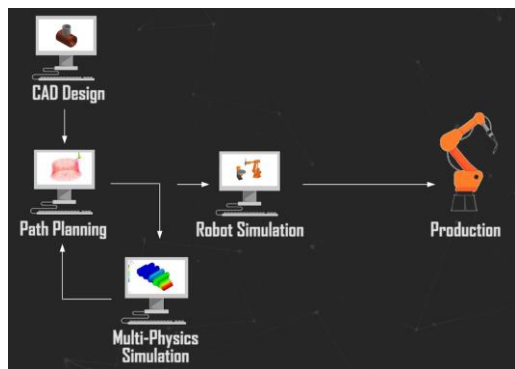 CAD Design
Path Planning
Robot Simulation
Production
Multi-Physics
Simulation